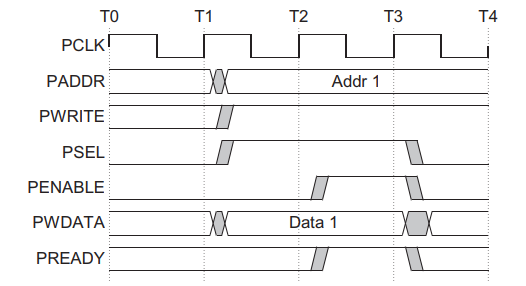 T0 T1 T2 T3 T4
PCLK
PADDR Addr 1
PWRITE
PSEL
PENABLE
PWDATA Data 1
PREADY